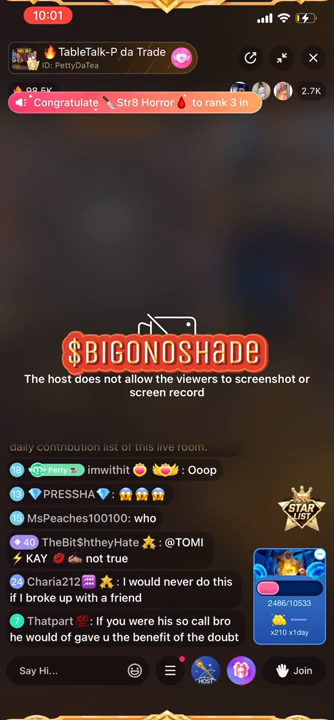 10:01
🔥TableTalk-P da Trade
ID: PettyDaTea
98.5K
2.7K
Congratulate 🔪Str8 Horror🩸 to rank 3 in
$BIGONOSHADE
The host does not allow the viewers to screenshot or
screen record
daily contribution list of this live room.
18 Petty imwithit : Ooop
13 💎PRESSHA💎: 😱😱😱
15 MsPeaches100100: who
40 TheBit$htheyHate : @TOMI
⚡KAY 💋✍🏾 not true
24 Charia212♒ : I would never do this
if I broke up with a friend
7 Thatpart💯: If you were his so call bro
he would of gave u the benefit of the doubt
STAR
LIST
2486/10533
x210 x1day
Say Hi...
HOST
Join